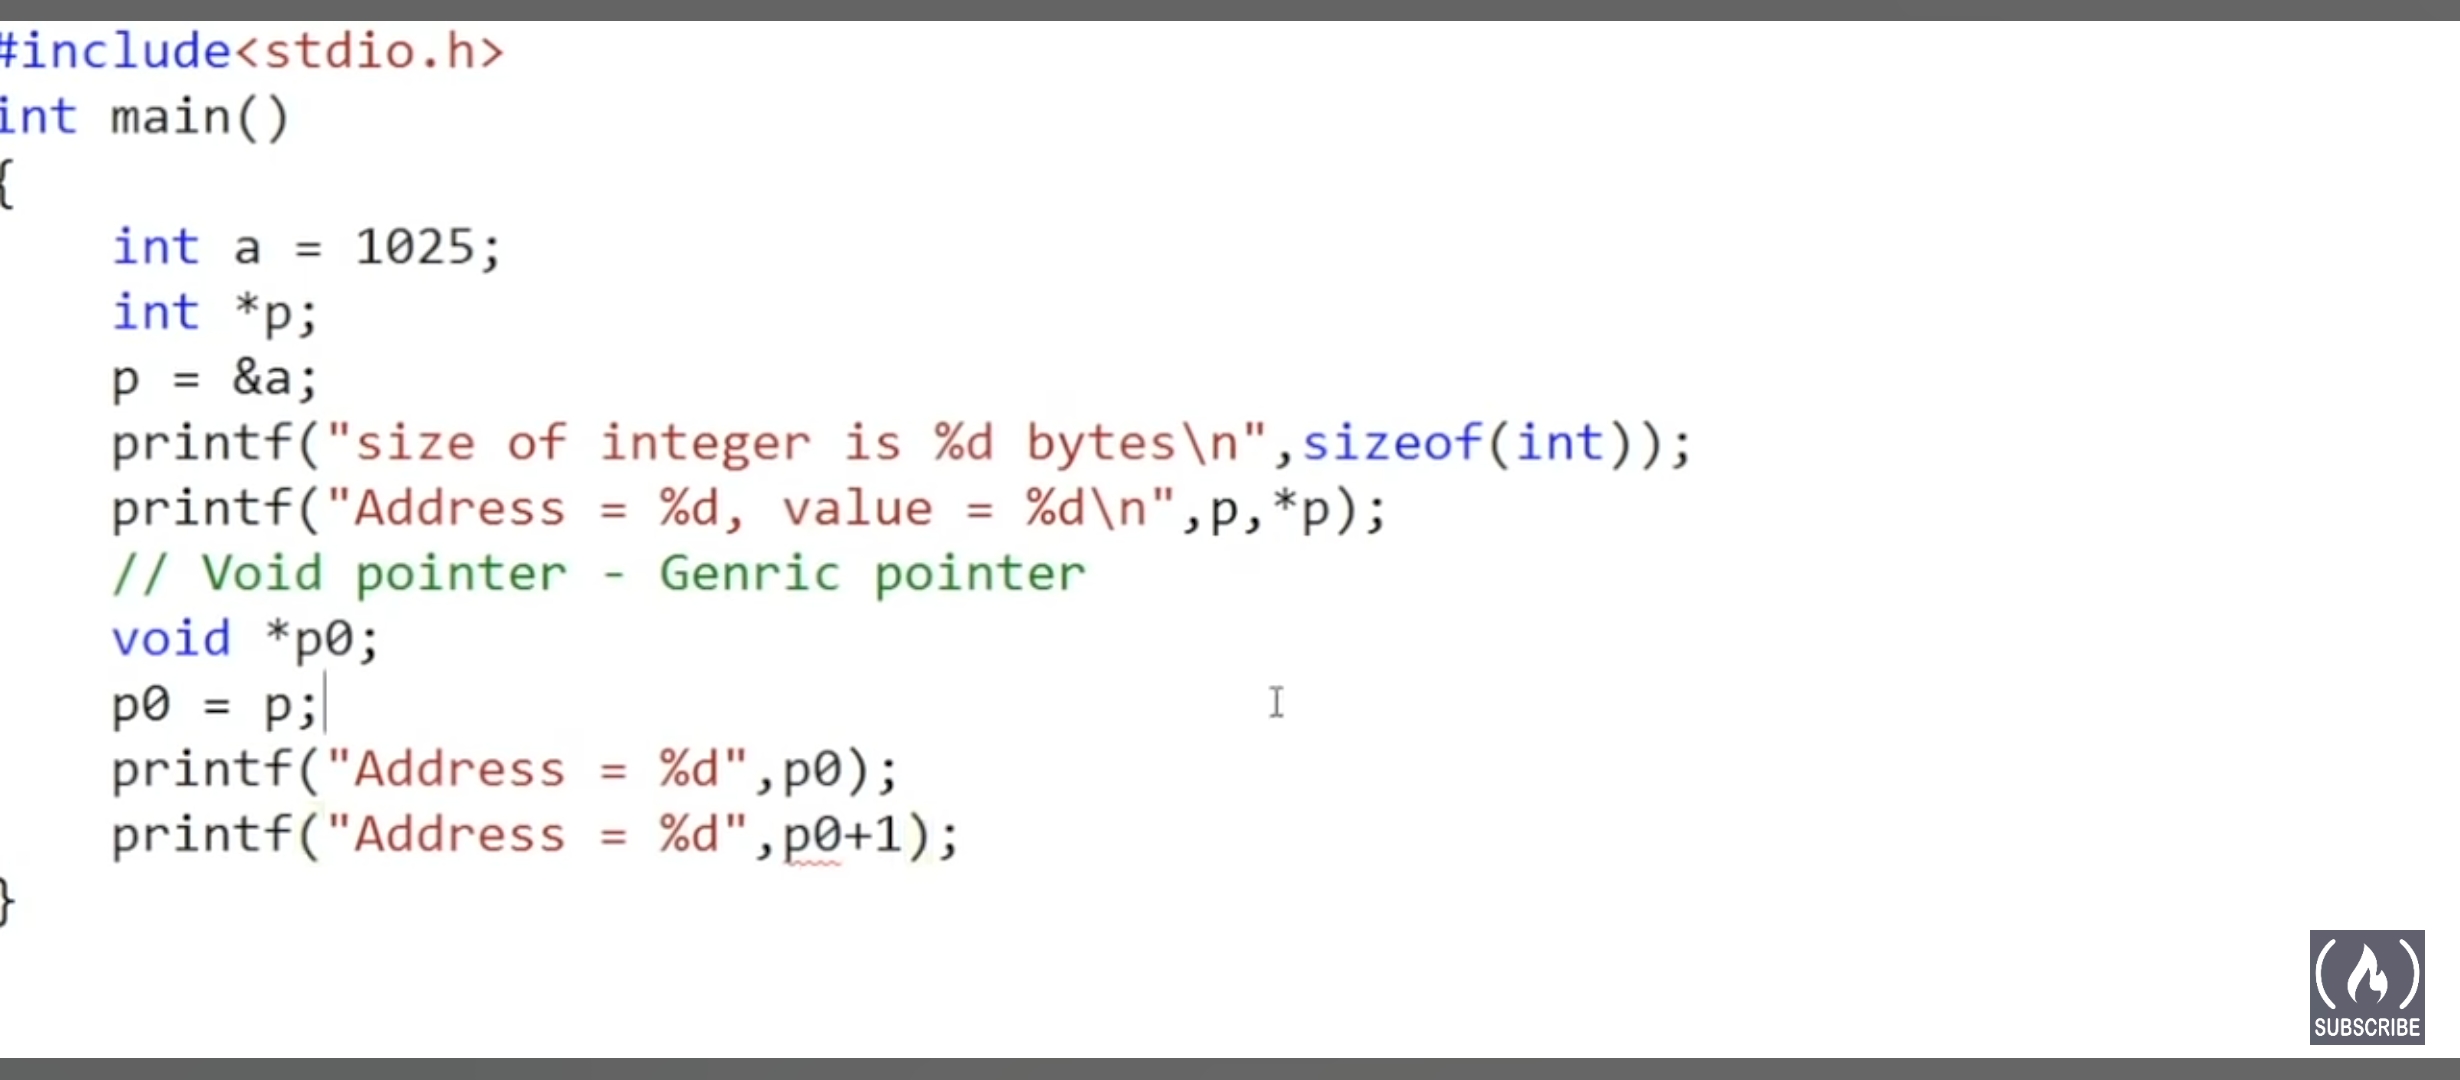 #include<stdio.h>
int main()
{
    int a = 1025;
    int *p;
    p = &a;
    printf("size of integer is %d bytes\n",sizeof(int));
    printf("Address = %d, value = %d\n",p,*p);
    // Void pointer - Genric pointer
    void *p0;
    p0 = p;
    printf("Address = %d",p0);
    printf("Address = %d",p0+1);
}
SUBSCRIBE